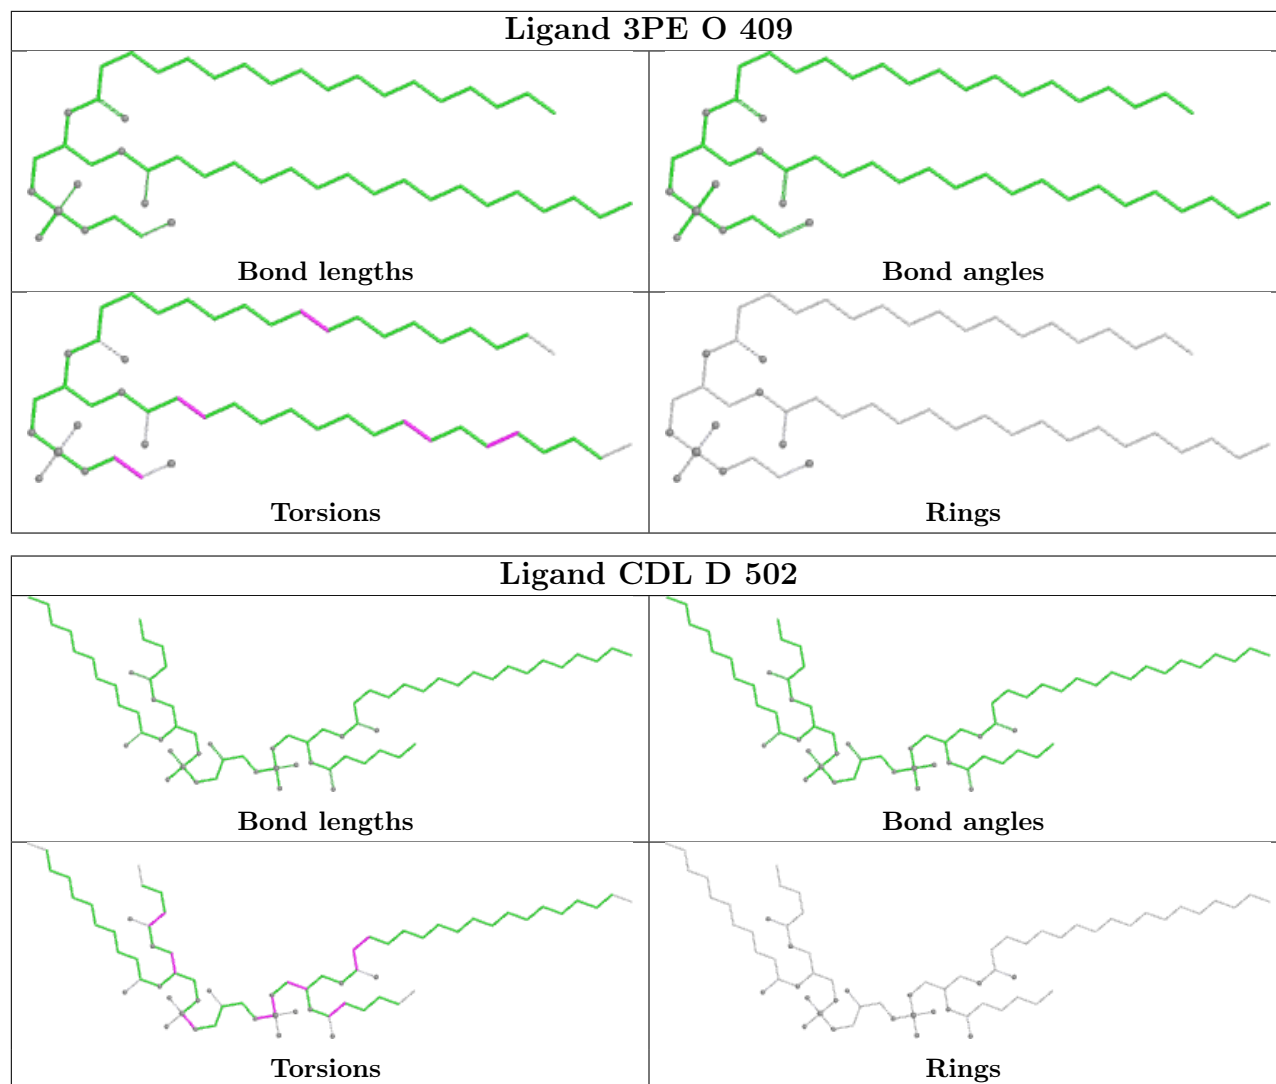 Ligand 3PE O 409
Bond lengths
Bond angles
Torsions
Rings
Ligand CDL D 502
Bond lengths
Bond angles
Torsions
Rings